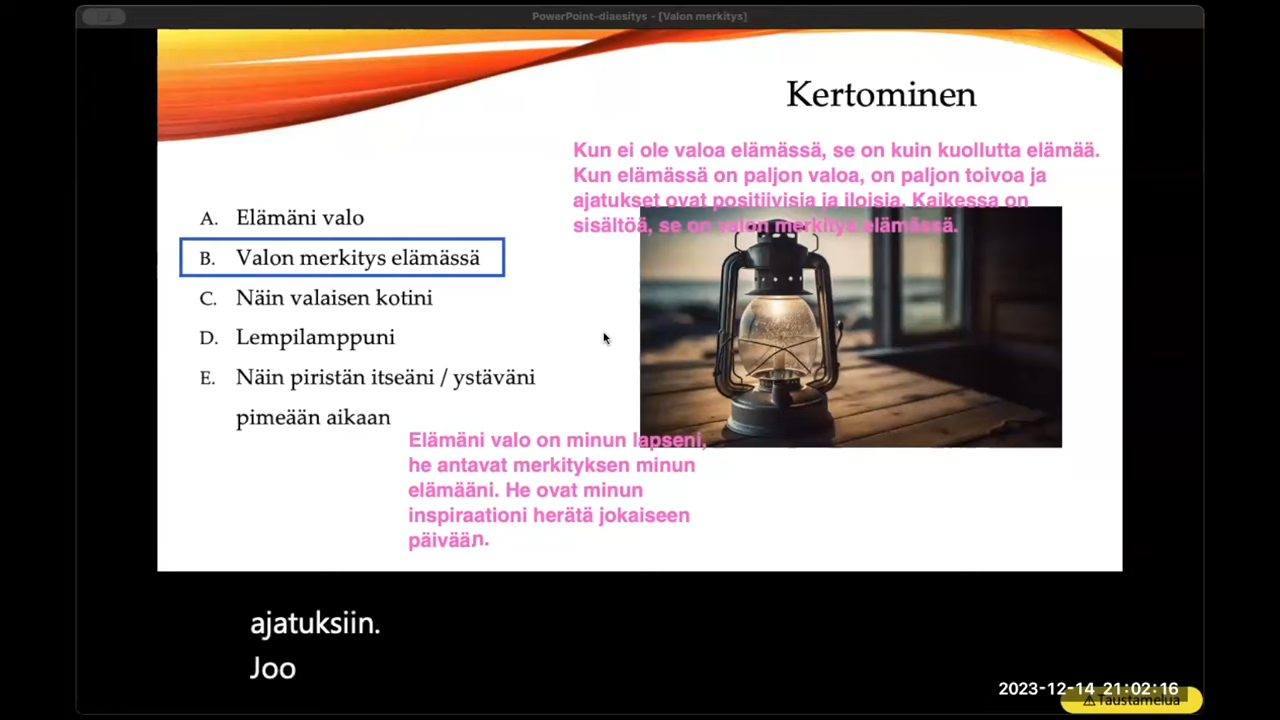 PowerPoint-diaesitys - [Valon merkitys]
Kertominen
Kun ei ole valoa elämässä, se on kuin kuollutta elämää.
Kun elämässä on paljon valoa, on paljon toivoa ja
ajatukset ovat positiivisia ja iloisia. Kaikessa on
sisältöä, se on valon merkitys elämässä.
A. Elämäni valo
B. Valon merkitys elämässä
C. Näin valaisen kotini
D. Lempilamppuni
E. Näin piristän itseäni / ystäväni
pimeään aikaan
Elämäni valo on minun lapseni,
he antavat merkityksen minun
elämääni. He ovat minun
inspiraationi herätä jokaiseen
päivään.
ajatuksiin.
Joo
2023-12-14 21:02:16
Taustamelua